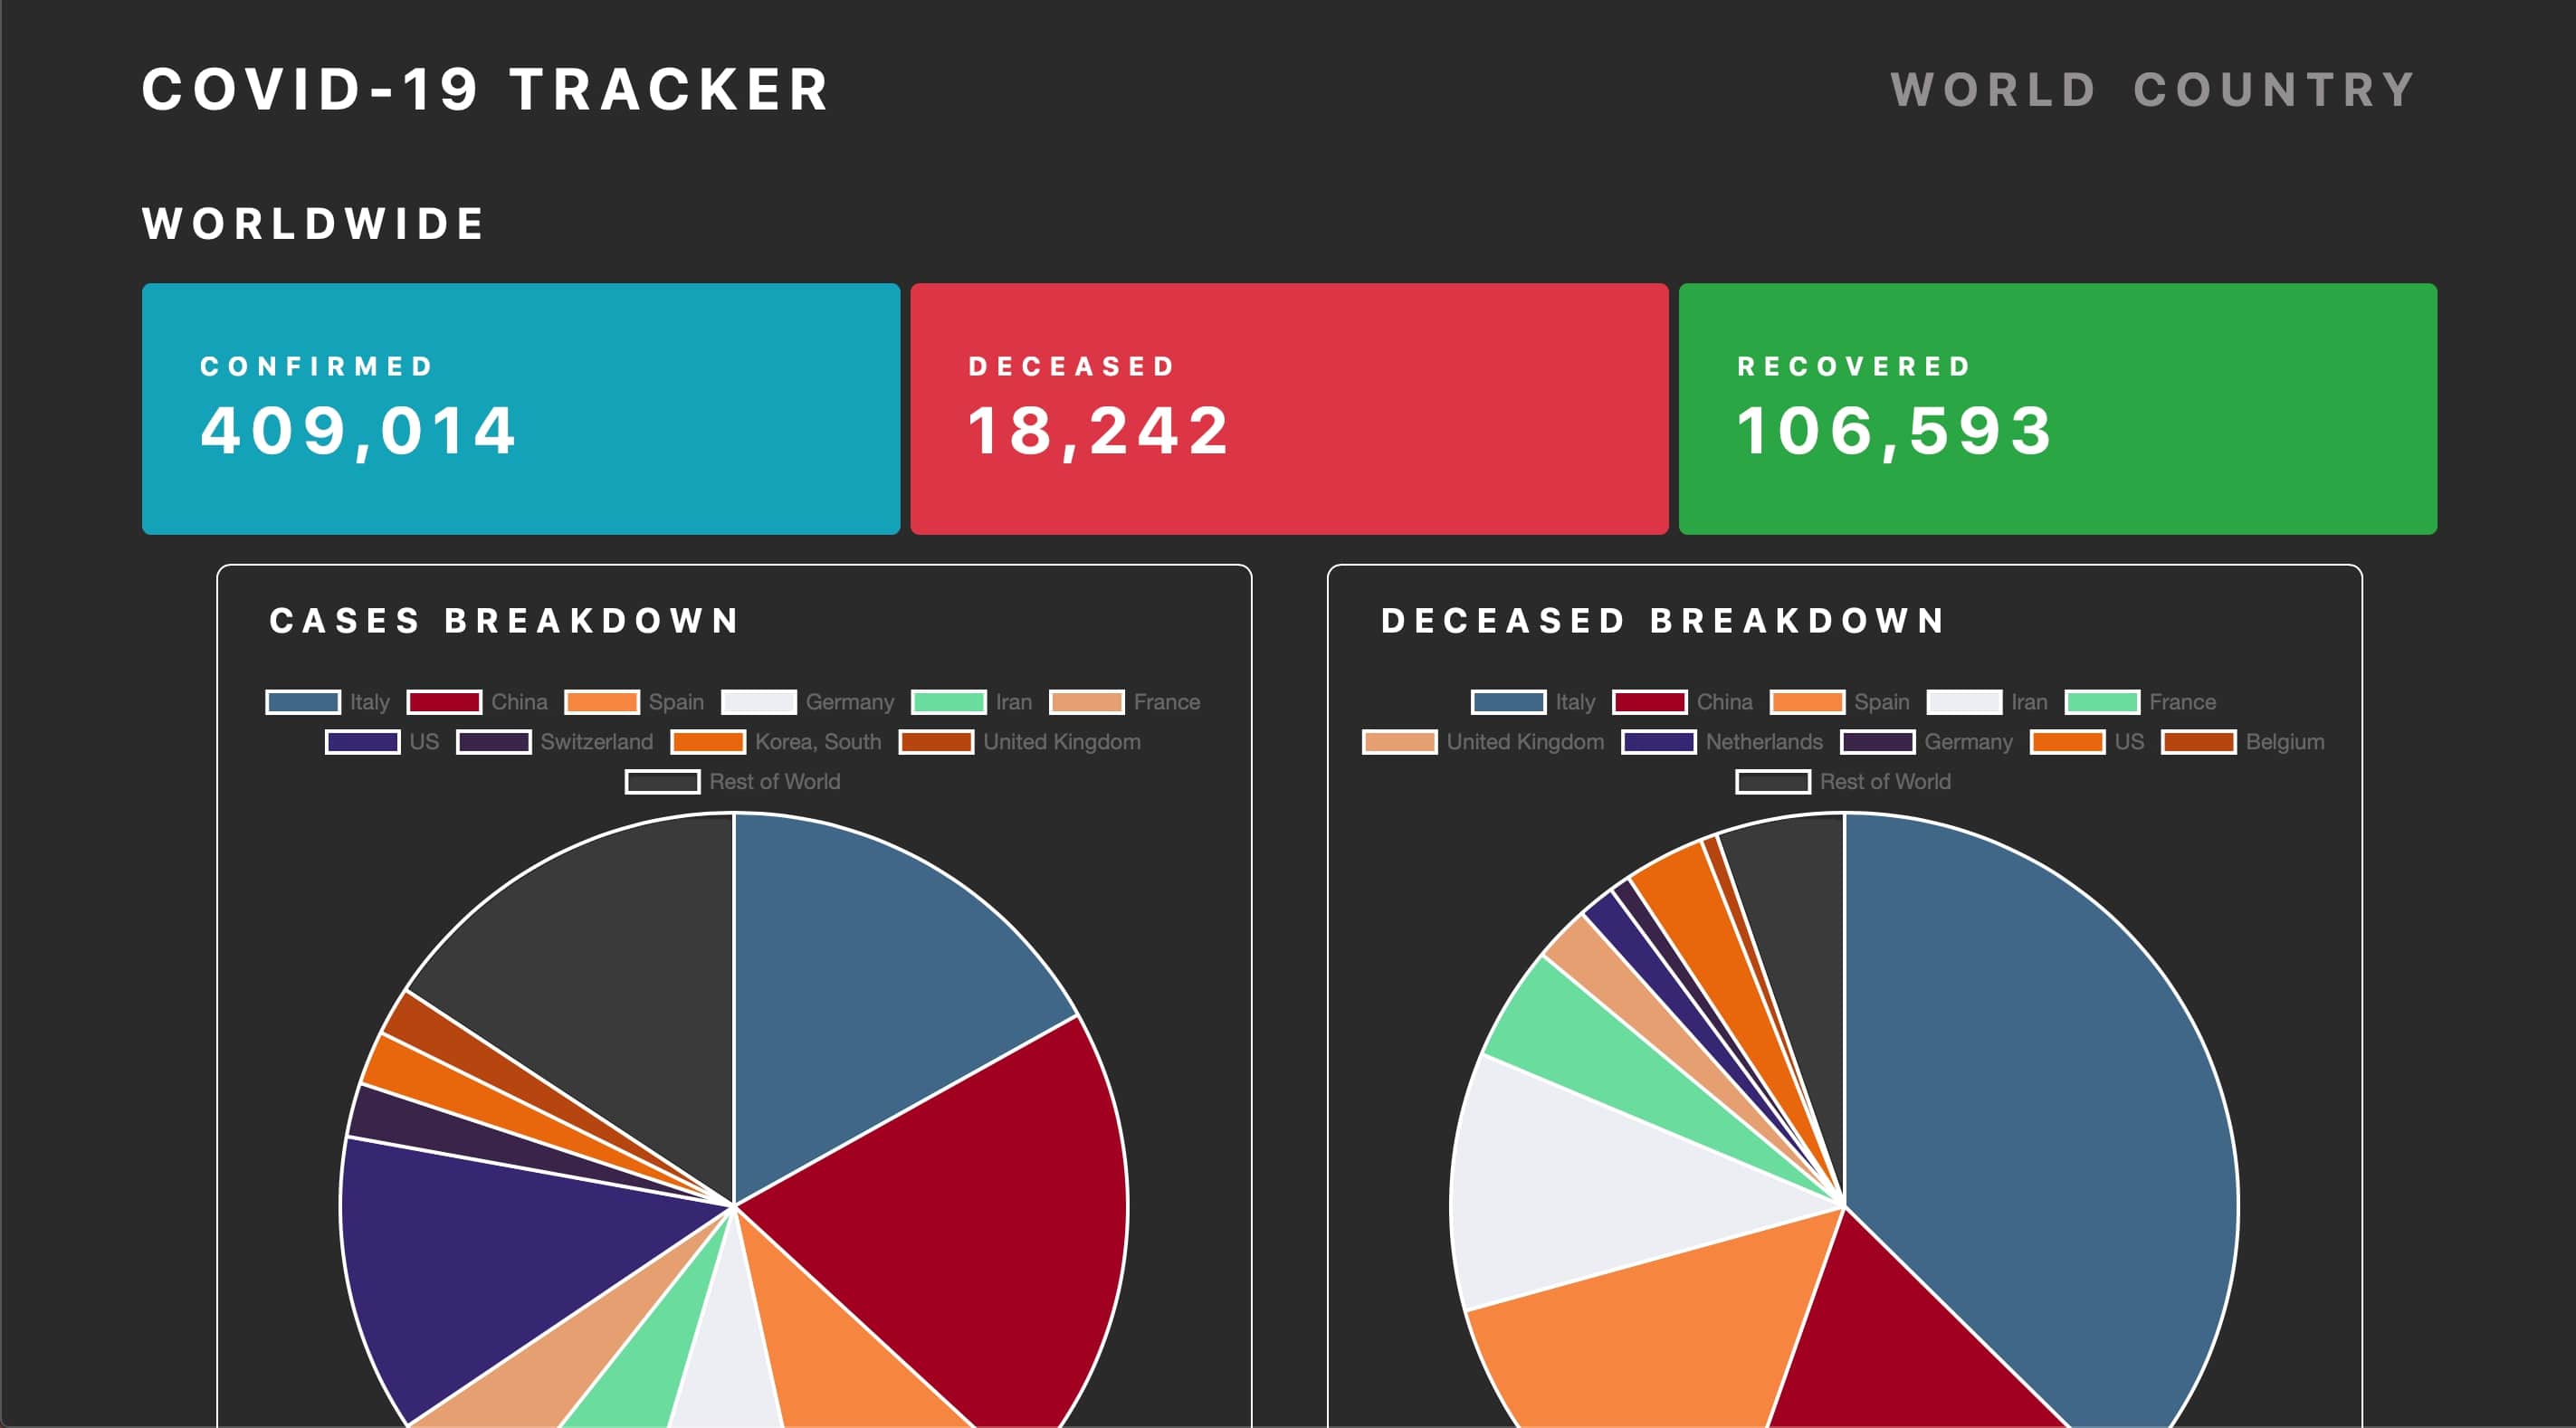 COVID-19 TRACKER
WORLD COUNTRY
WORLDWIDE
CONFIRMED
409,014
DECEASED
18,242
RECOVERED
106,593
CASES BREAKDOWN
Italy China Spain Germany Iran France
US Switzerland Korea, South United Kingdom
Rest of World
DECEASED BREAKDOWN
Italy China Spain Iran France
United Kingdom Netherlands Germany US Belgium
Rest of World